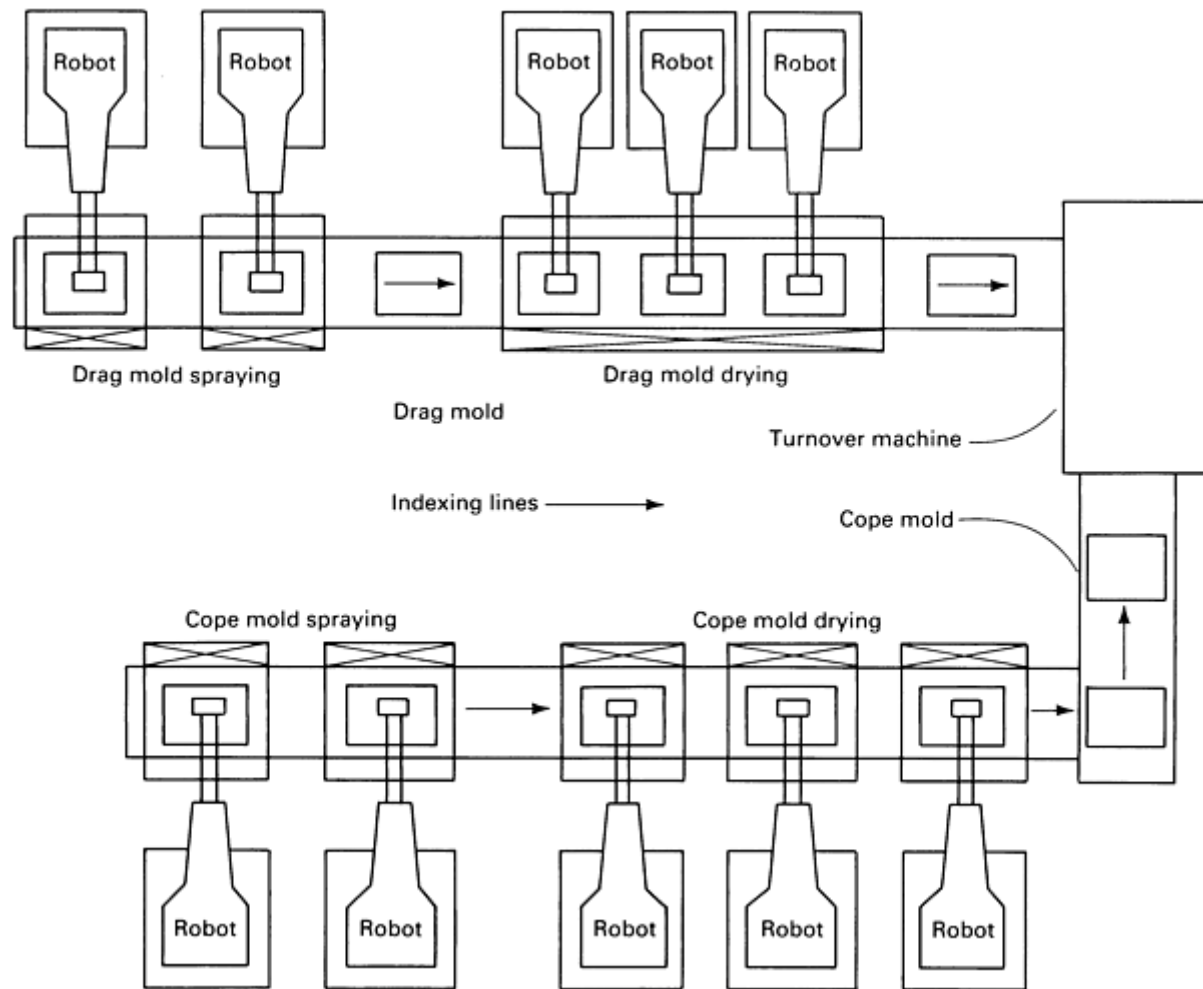 Robot
Robot
Robot
Robot
Robot
Drag mold spraying
Drag mold drying
Drag mold
Turnover machine
Indexing lines
Cope mold
Cope mold spraying
Cope mold drying
Robot
Robot
Robot
Robot
Robot